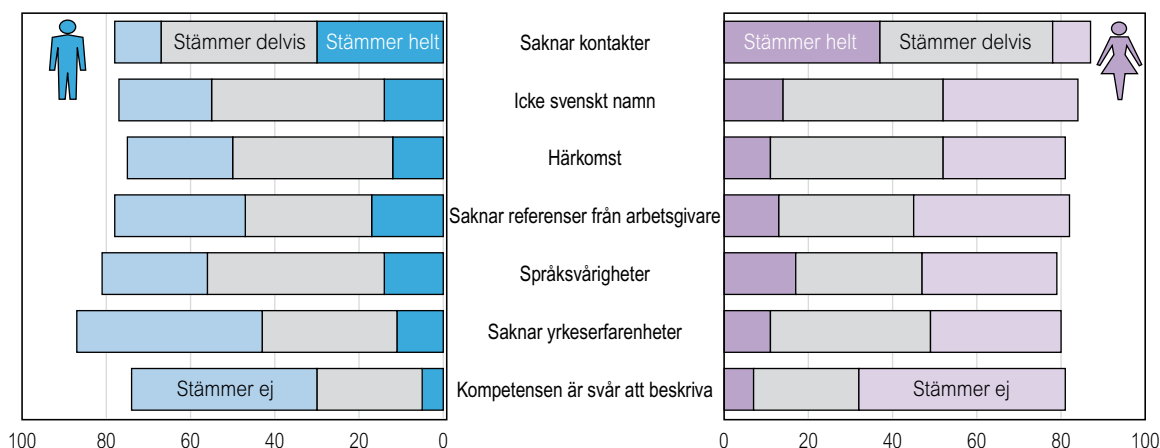 Stämmer delvis Stämmer helt Saknar kontakter Stämmer helt Stämmer delvis
Icke svenskt namn
Härkomst
Saknar referenser från arbetsgivare
Språksvårigheter
Saknar yrkeserfarenheter
Stämmer ej Kompetensen är svår att beskriva Stämmer ej
100 80 60 40 20 0 0 20 40 60 80 100